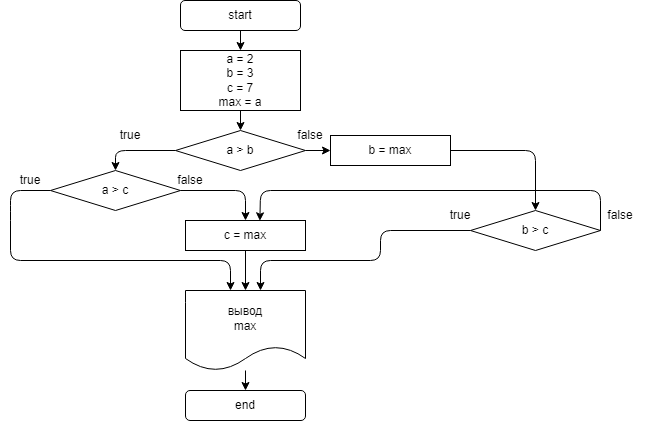 start
a = 2
b = 3
c = 7
max = a
true
a > b
false
b = max
true
a > c
false
c = max
true
b > c
false
вывод
max
end